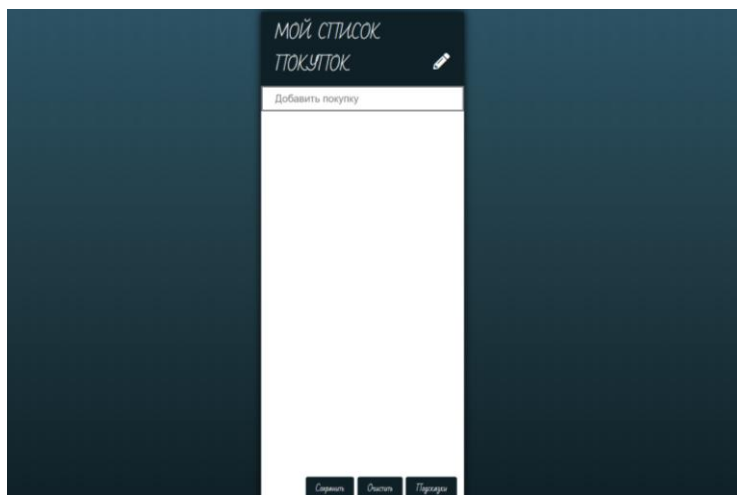 МОЙ СПИСОК
ПОКУПОК
Добавить покупку
Сохранить Очистить Подсказки